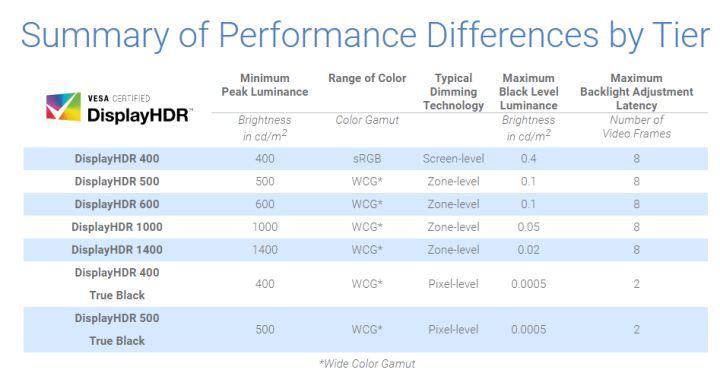 Summary of Performance Differences by Tier
VESA CERTIFIED
DisplayHDR™
Minimum Peak Luminance
Range of Color
Typical Dimming Technology
Maximum Black Level Luminance
Maximum Backlight Adjustment Latency
Brightness in cd/m²
Color Gamut
Brightness in cd/m²
Number of Video Frames
DisplayHDR 400 400 sRGB Screen-level 0.4 8
DisplayHDR 500 500 WCG* Zone-level 0.1 8
DisplayHDR 600 600 WCG* Zone-level 0.1 8
DisplayHDR 1000 1000 WCG* Zone-level 0.05 8
DisplayHDR 1400 1400 WCG* Zone-level 0.02 8
DisplayHDR 400
True Black
400 WCG* Pixel-level 0.0005 2
DisplayHDR 500
True Black
500 WCG* Pixel-level 0.0005 2
*Wide Color Gamut